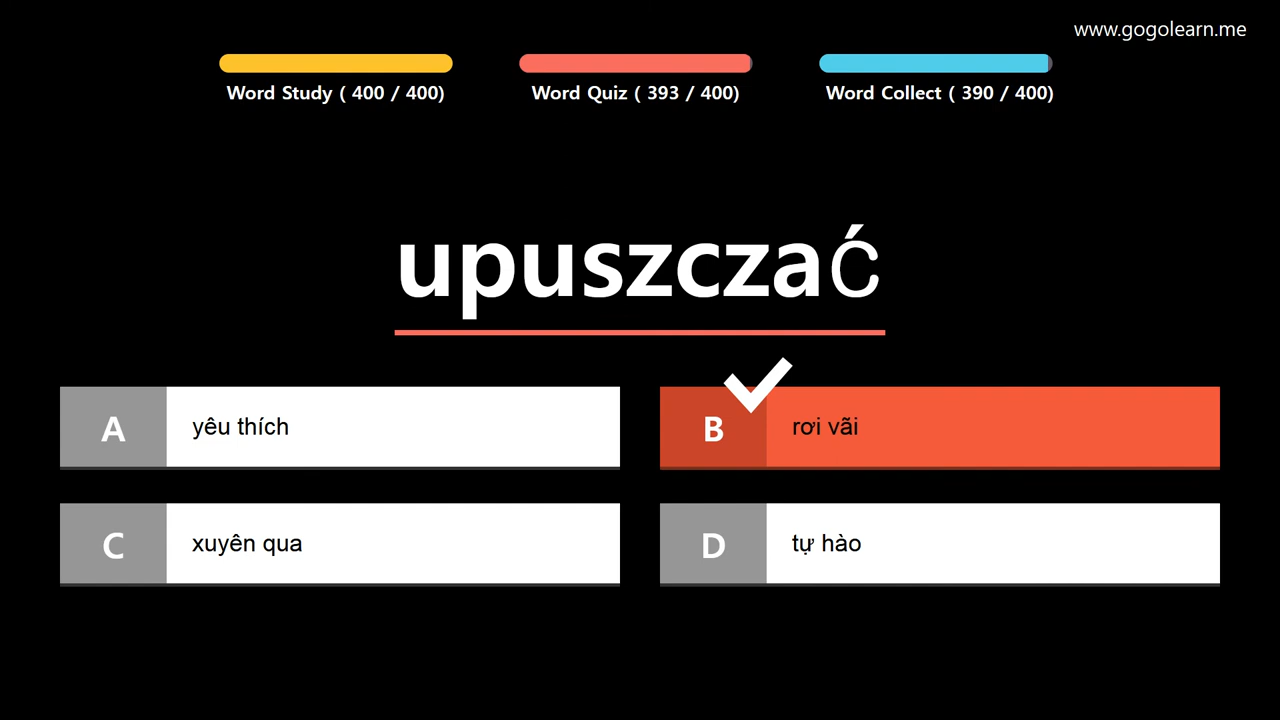 www.gogolearn.me
Word Study ( 400 / 400)
Word Quiz ( 393 / 400)
Word Collect ( 390 / 400)
upuszczać
A
yêu thích
B
rơi vãi
C
xuyên qua
D
tự hào